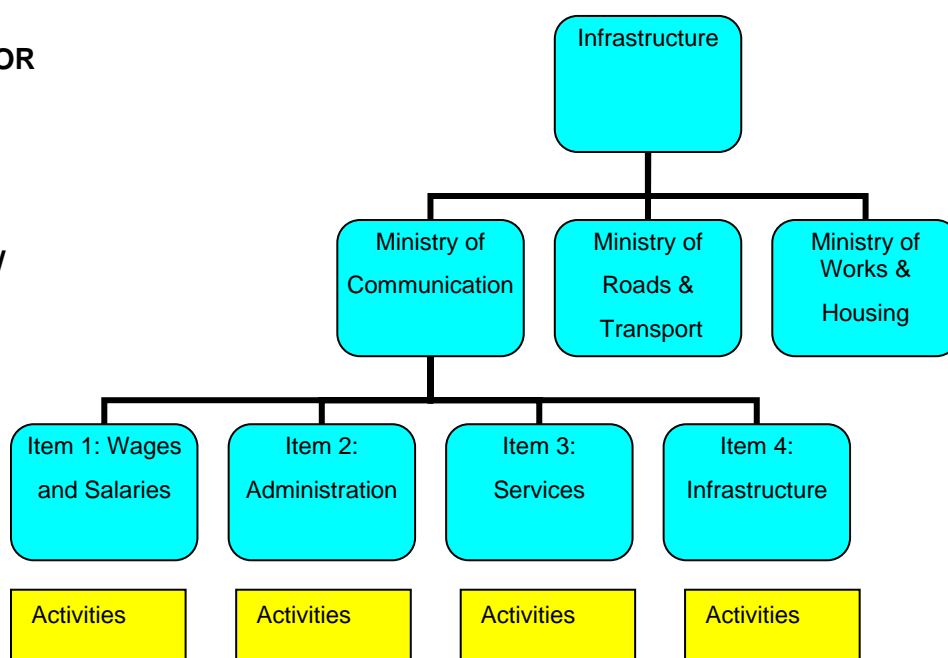 Infrastructure
OR
Ministry of
Communication
Ministry of
Roads &
Transport
Ministry of
Works &
Housing
Item 1: Wages
and Salaries
Item 2:
Administration
Item 3:
Services
Item 4:
Infrastructure
Activities
Activities
Activities
Activities